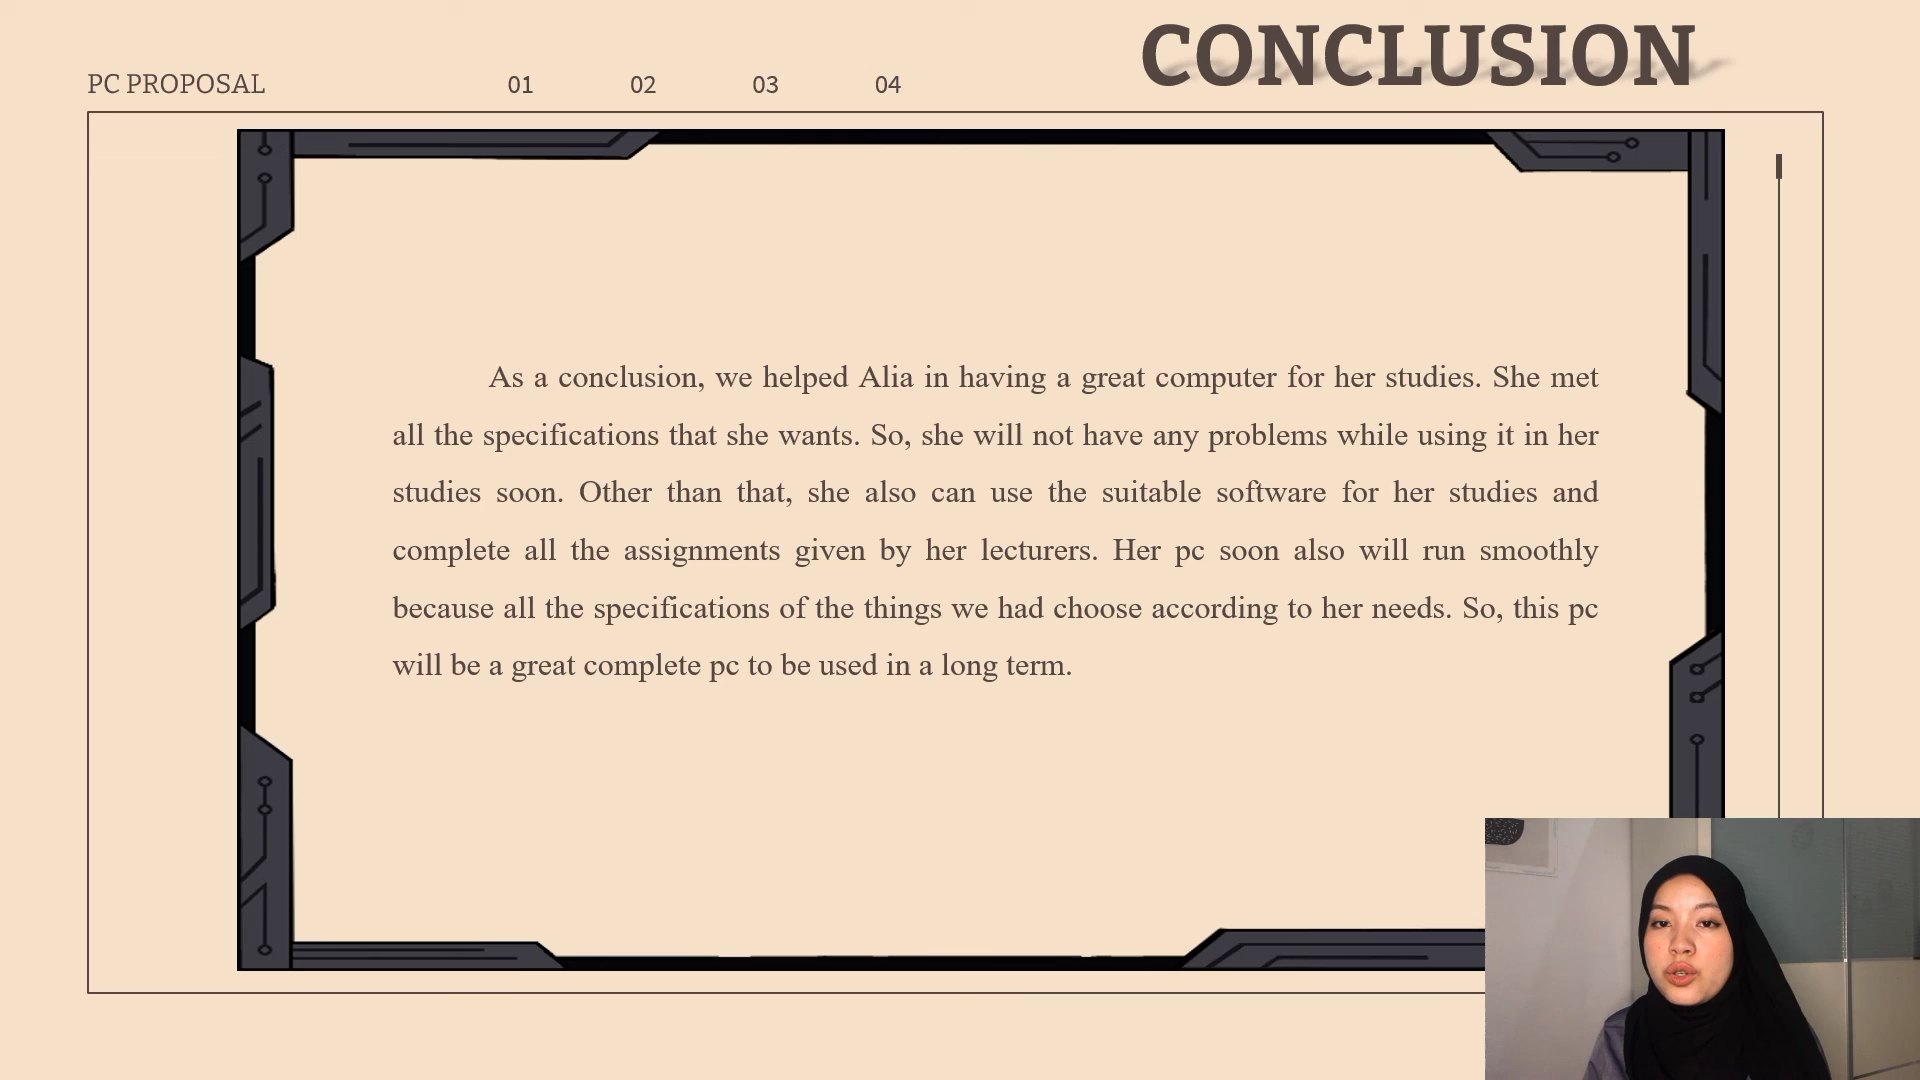 CONCLUSION
PC PROPOSAL 01 02 03 04
As a conclusion, we helped Alia in having a great computer for her studies. She met
all the specifications that she wants. So, she will not have any problems while using it in her
studies soon. Other than that, she also can use the suitable software for her studies and
complete all the assignments given by her lecturers. Her pc soon also will run smoothly
because all the specifications of the things we had choose according to her needs. So, this pc
will be a great complete pc to be used in a long term.